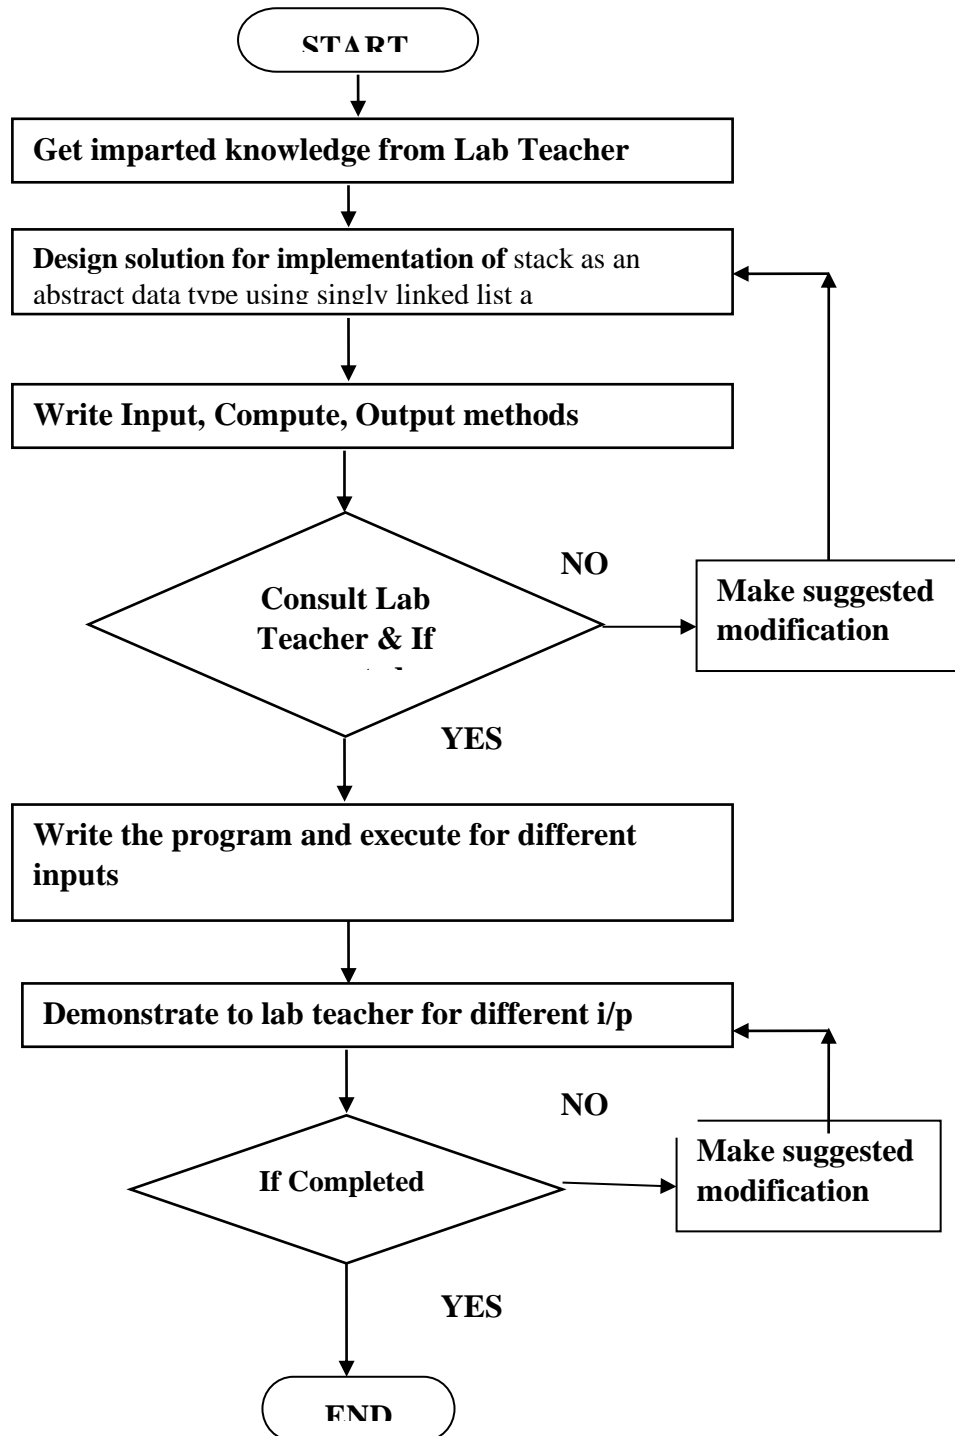 START
Get imparted knowledge from Lab Teacher
Design solution for implementation of stack as an
abstract data type using singly linked list a
Write Input, Compute, Output methods
NO
Consult Lab
Teacher & If
Make suggested
modification
YES
Write the program and execute for different
inputs
Demonstrate to lab teacher for different i/p
NO
If Completed
Make suggested
modification
YES
END